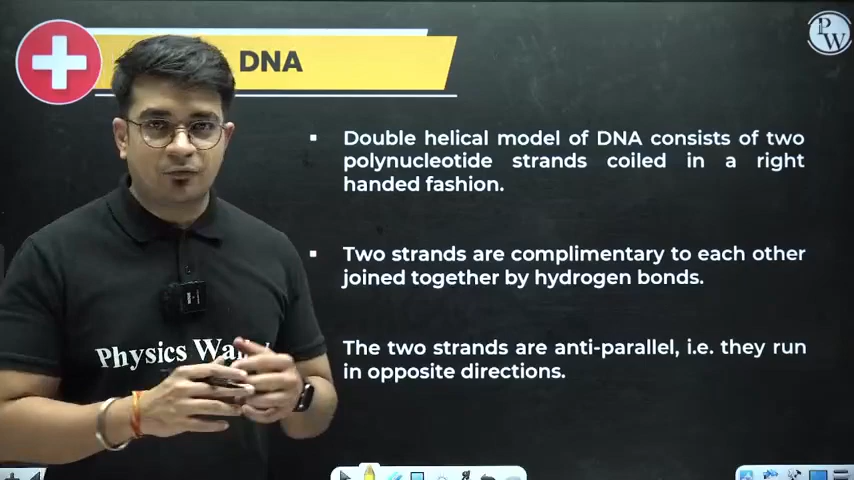 DNA
PW
Double helical model of DNA consists of two
polynucleotide strands coiled in a right
handed fashion.
Two strands are complimentary to each other
joined together by hydrogen bonds.
The two strands are anti-parallel, i.e. they run
in opposite directions.
Physics